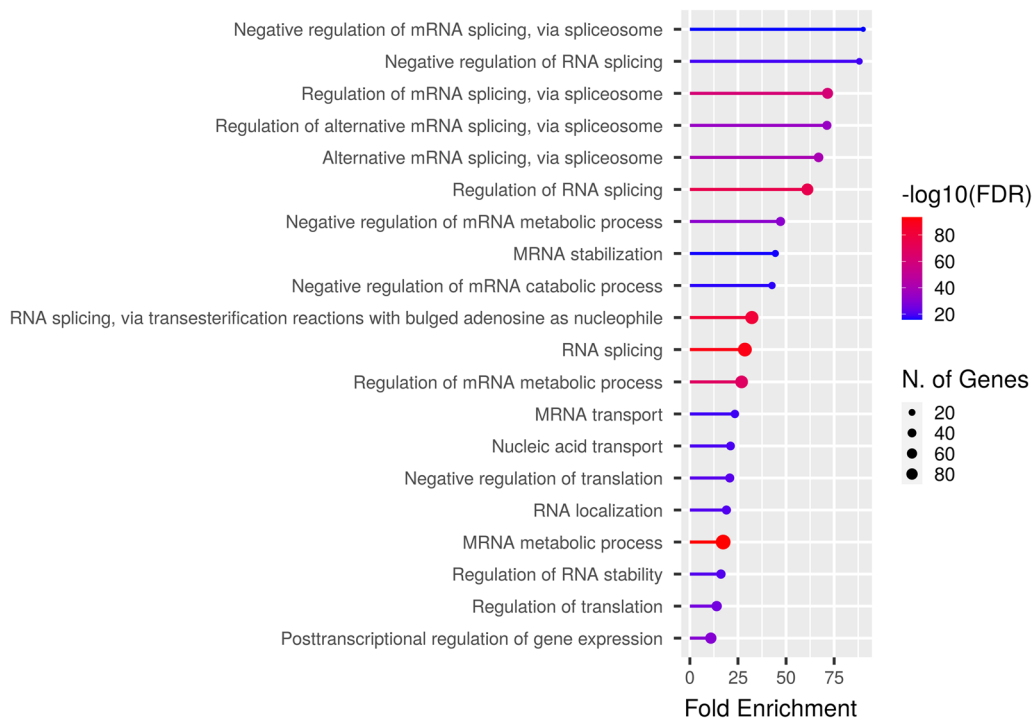 Negative regulation of mRNA splicing, via spliceosome
Negative regulation of RNA splicing
Regulation of mRNA splicing, via spliceosome
Regulation of alternative mRNA splicing, via spliceosome
Alternative mRNA splicing, via spliceosome
Regulation of RNA splicing
Negative regulation of mRNA metabolic process
MRNA stabilization
Negative regulation of mRNA catabolic process
RNA splicing, via transesterification reactions with bulged adenosine as nucleophile
RNA splicing
Regulation of mRNA metabolic process
MRNA transport
Nucleic acid transport
Negative regulation of translation
RNA localization
MRNA metabolic process
Regulation of RNA stability
Regulation of translation
Posttranscriptional regulation of gene expression
0 25 50 75
Fold Enrichment
-log10(FDR)
80
60
40
20
N. of Genes
20
40
60
80